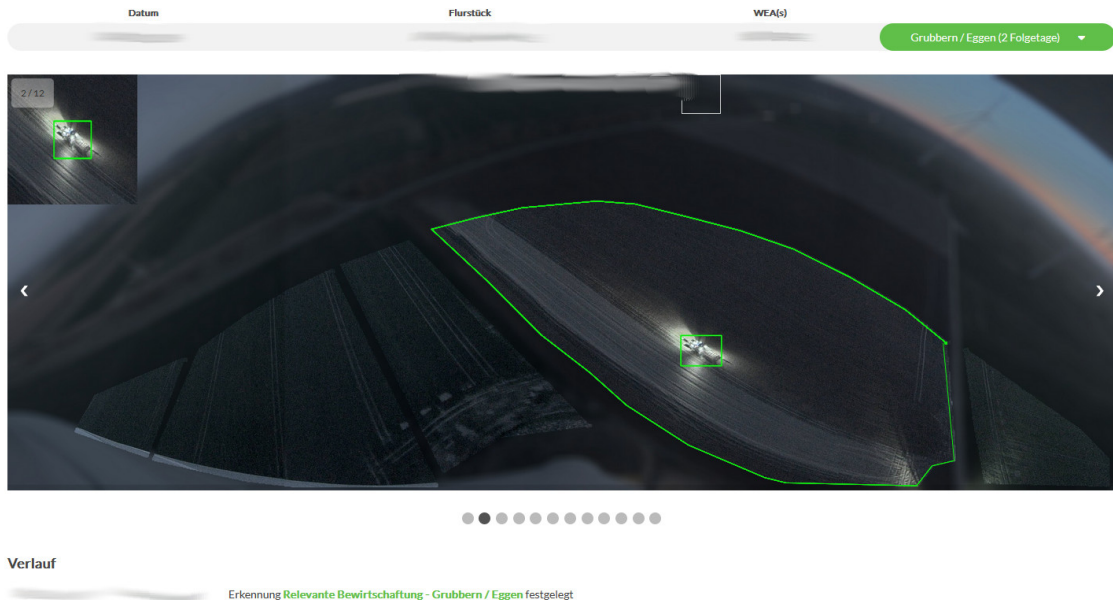 Datum Flurstück WEA(s)
Grubbern / Eggen (2 Folgetage)
2 / 12
Verlauf
Erkennung Relevante Bewirtschaftung - Grubbern / Eggen festgelegt